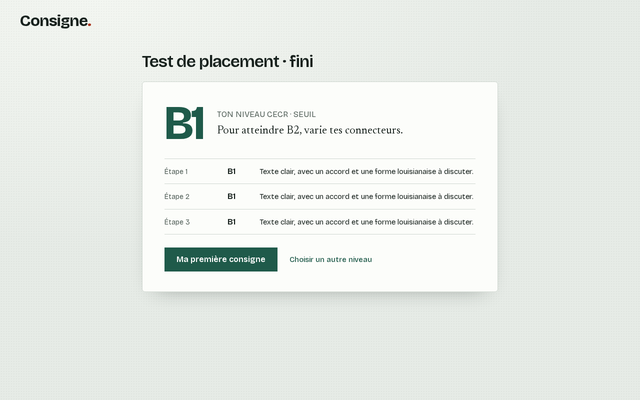 Consigne.
Test de placement · fini
B1
TON NIVEAU CECR · SEUIL
Pour atteindre B2, varie tes connecteurs.
Étape 1 B1 Texte clair, avec un accord et une forme louisianaise à discuter.
Étape 2 B1 Texte clair, avec un accord et une forme louisianaise à discuter.
Étape 3 B1 Texte clair, avec un accord et une forme louisianaise à discuter.
Ma première consigne Choisir un autre niveau